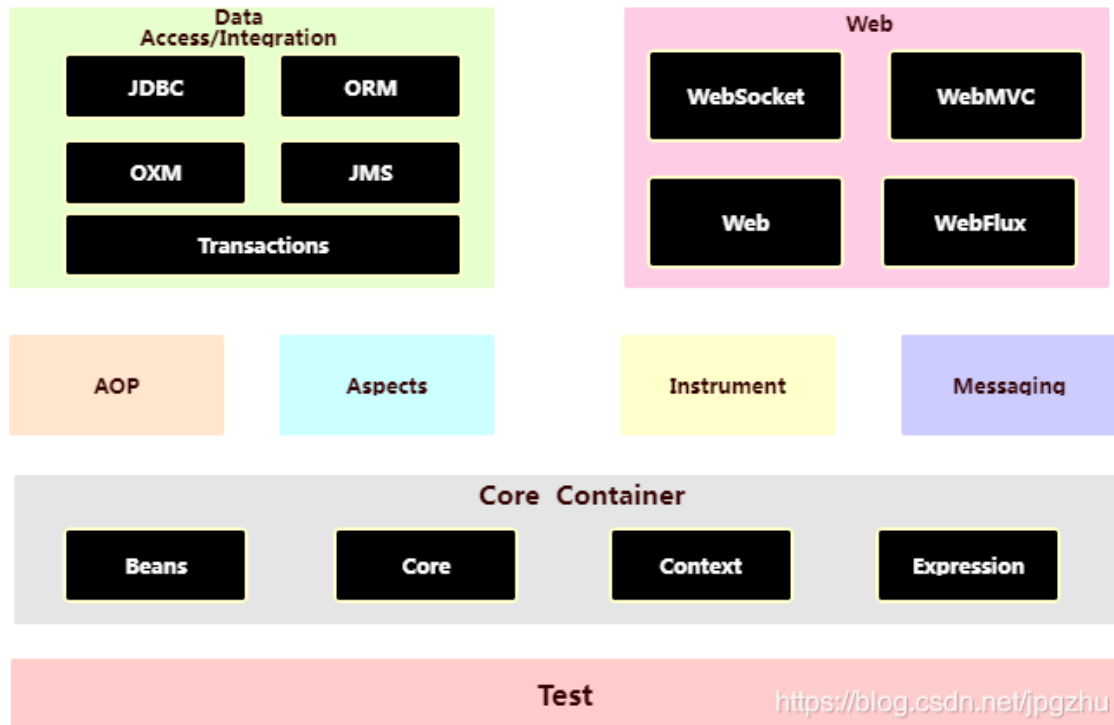 Data
Access/Integration
JDBC
ORM
OXM
JMS
Transactions
Web
WebSocket
WebMVC
Web
WebFlux
AOP
Aspects
Instrument
Messaging
Core Container
Beans
Core
Context
Expression
Test
https://blog.csdn.net/jpgzhu